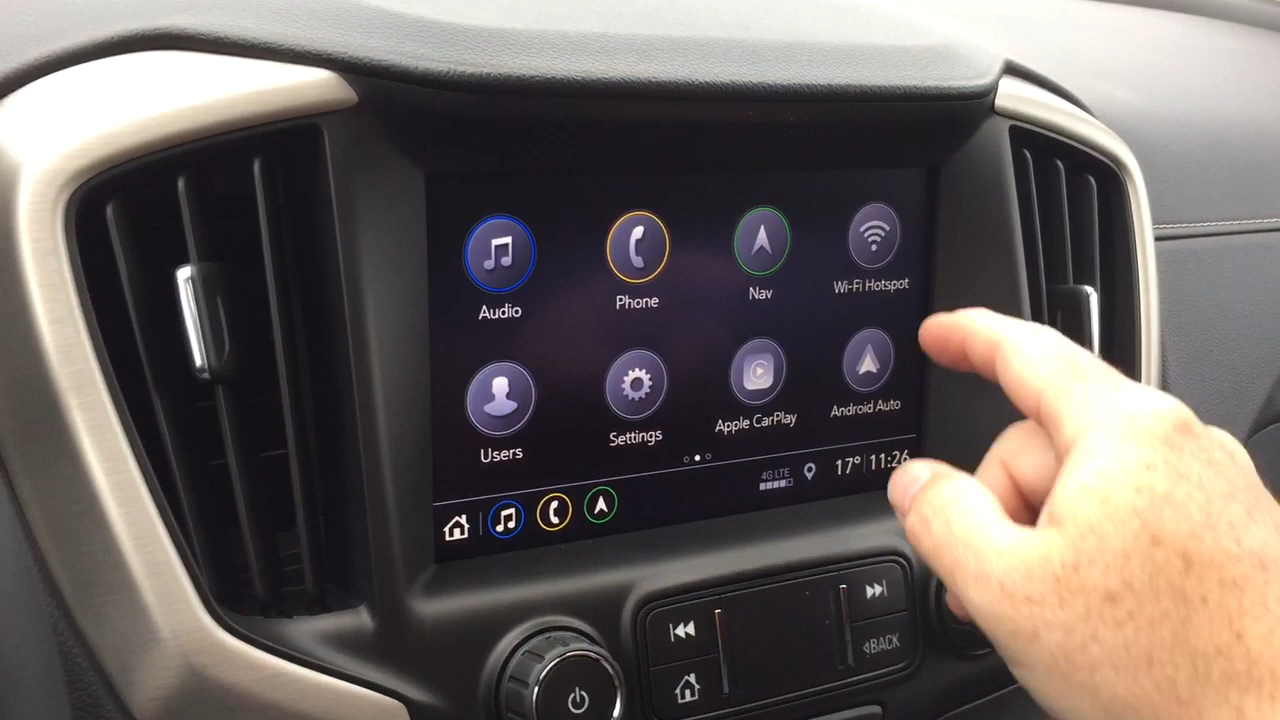 Audio
Phone
Nav
Wi-Fi Hotspot
Users
Settings
Apple CarPlay
Android Auto
4G LTE
17° 11:26
BACK